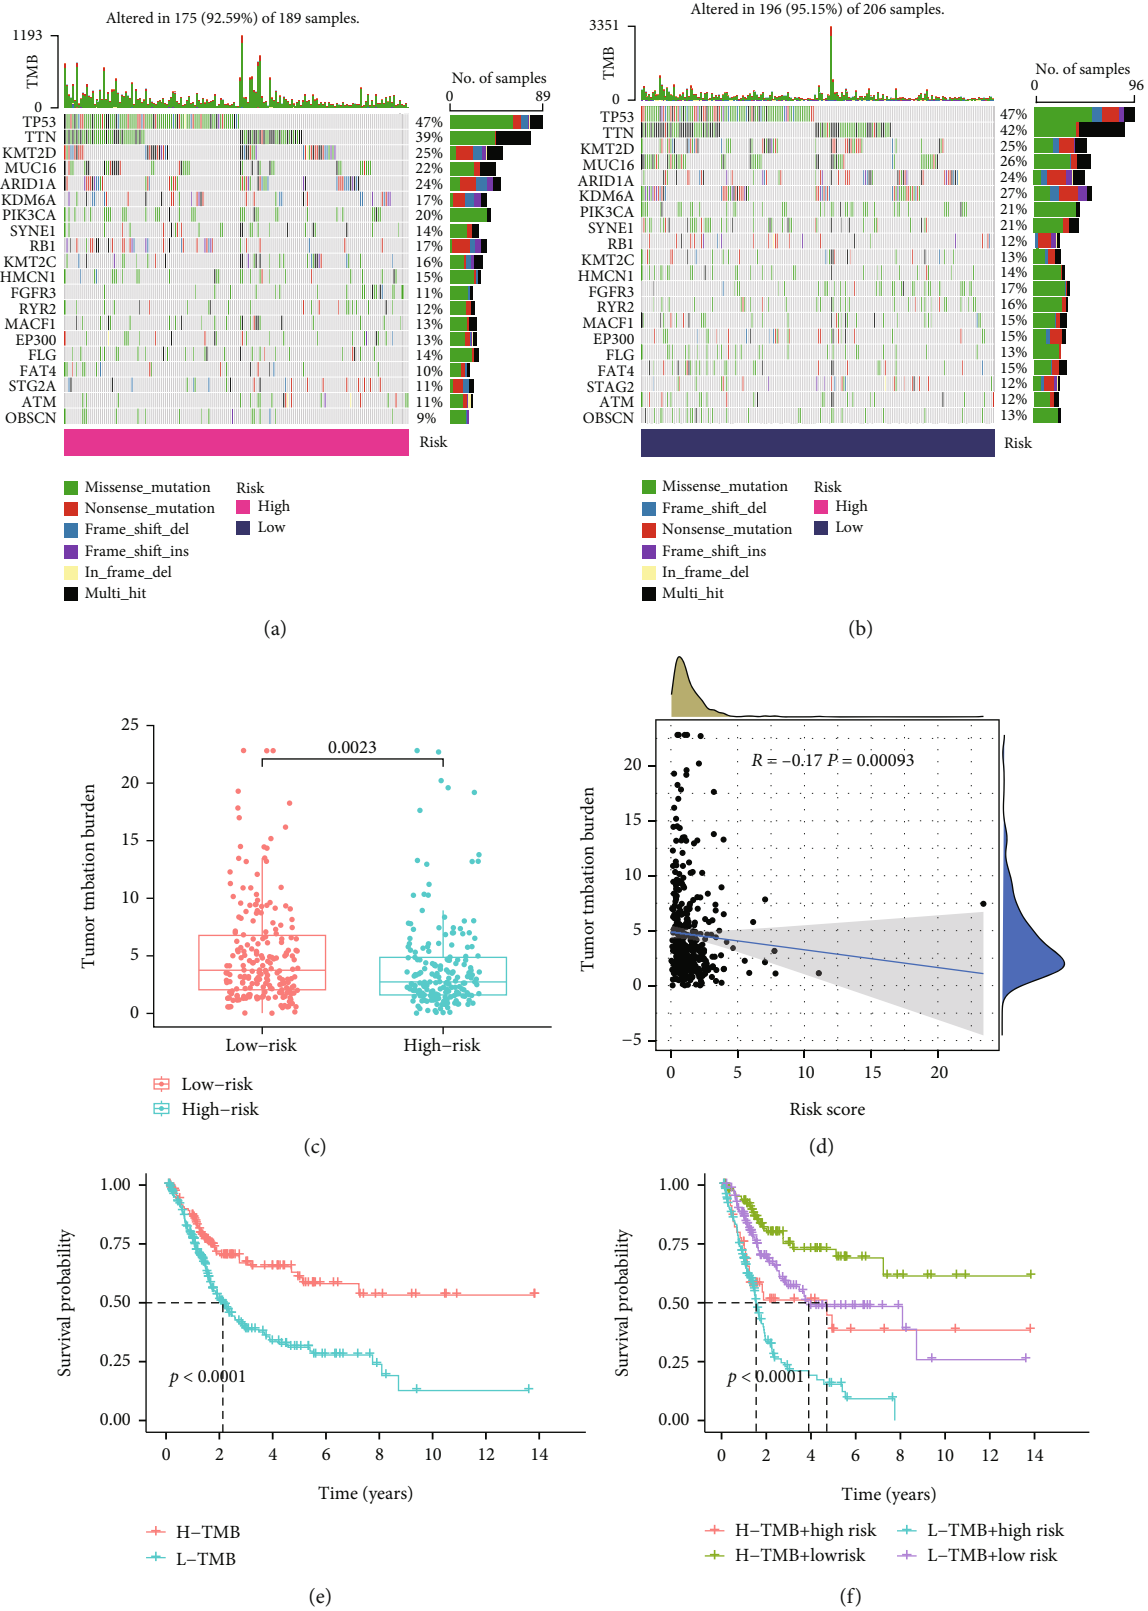 Altered in 175 (92.59%) of 189 samples.
1193
TMB
0
No. of samples
0 89
TP53 47%
TTN 39%
KMT2D 25%
MUC16 22%
ARID1A 24%
KDM6A 17%
PIK3CA 20%
SYNE1 14%
RB1 17%
KMT2C 16%
HMCN1 15%
FGFR3 11%
RYR2 12%
MACF1 13%
EP300 13%
FLG 14%
FAT4 10%
STG2A 11%
ATM 11%
OBSCN 9%
Risk
Missense_mutation
Nonsense_mutation
Frame_shift_del
Frame_shift_ins
In_frame_del
Multi_hit
Risk
High
Low
(a)
Altered in 196 (95.15%) of 206 samples.
3351
TMB
0
No. of samples
0 96
TP53 47%
TTN 42%
KMT2D 25%
MUC16 26%
ARID1A 24%
KDM6A 27%
PIK3CA 21%
SYNE1 21%
RB1 12%
KMT2C 13%
HMCN1 14%
FGFR3 17%
RYR2 16%
MACF1 15%
EP300 15%
FLG 13%
FAT4 15%
STAG2 12%
ATM 12%
OBSCN 13%
Risk
Missense_mutation
Frame_shift_del
Nonsense_mutation
Frame_shift_ins
In_frame_del
Multi_hit
Risk
High
Low
(b)
Tumor tmbation burden
25
20
15
10
5
0
0.0023
Low−risk High−risk
Low−risk
High−risk
(c)
Tumor tmbation burden
20
15
10
5
0
−5
R = −0.17 P = 0.00093
0 5 10 15 20
Risk score
(d)
Survival probability
1.00
0.75
0.50
0.25
0.00
p < 0.0001
0 2 4 6 8 10 12 14
Time (years)
H−TMB
L−TMB
(e)
Survival probability
1.00
0.75
0.50
0.25
0.00
p < 0.0001
0 2 4 6 8 10 12 14
Time (years)
H−TMB+high risk L−TMB+high risk
H−TMB+lowrisk L−TMB+low risk
(f)